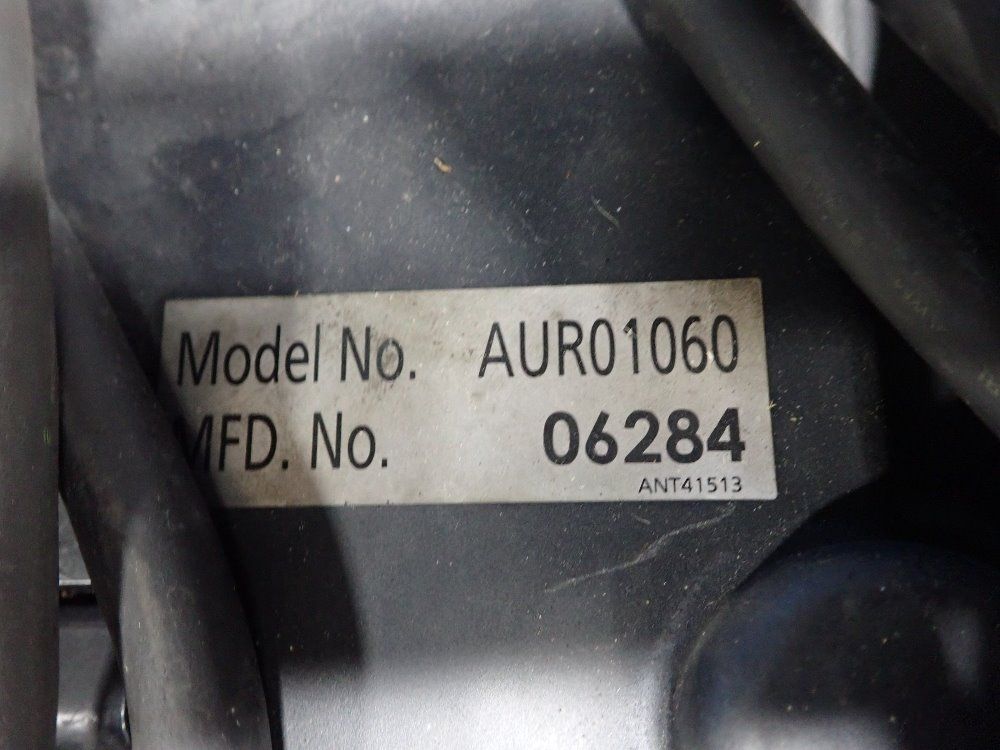 Model No. AUR01060
MFD. No. 06284
ANT41513